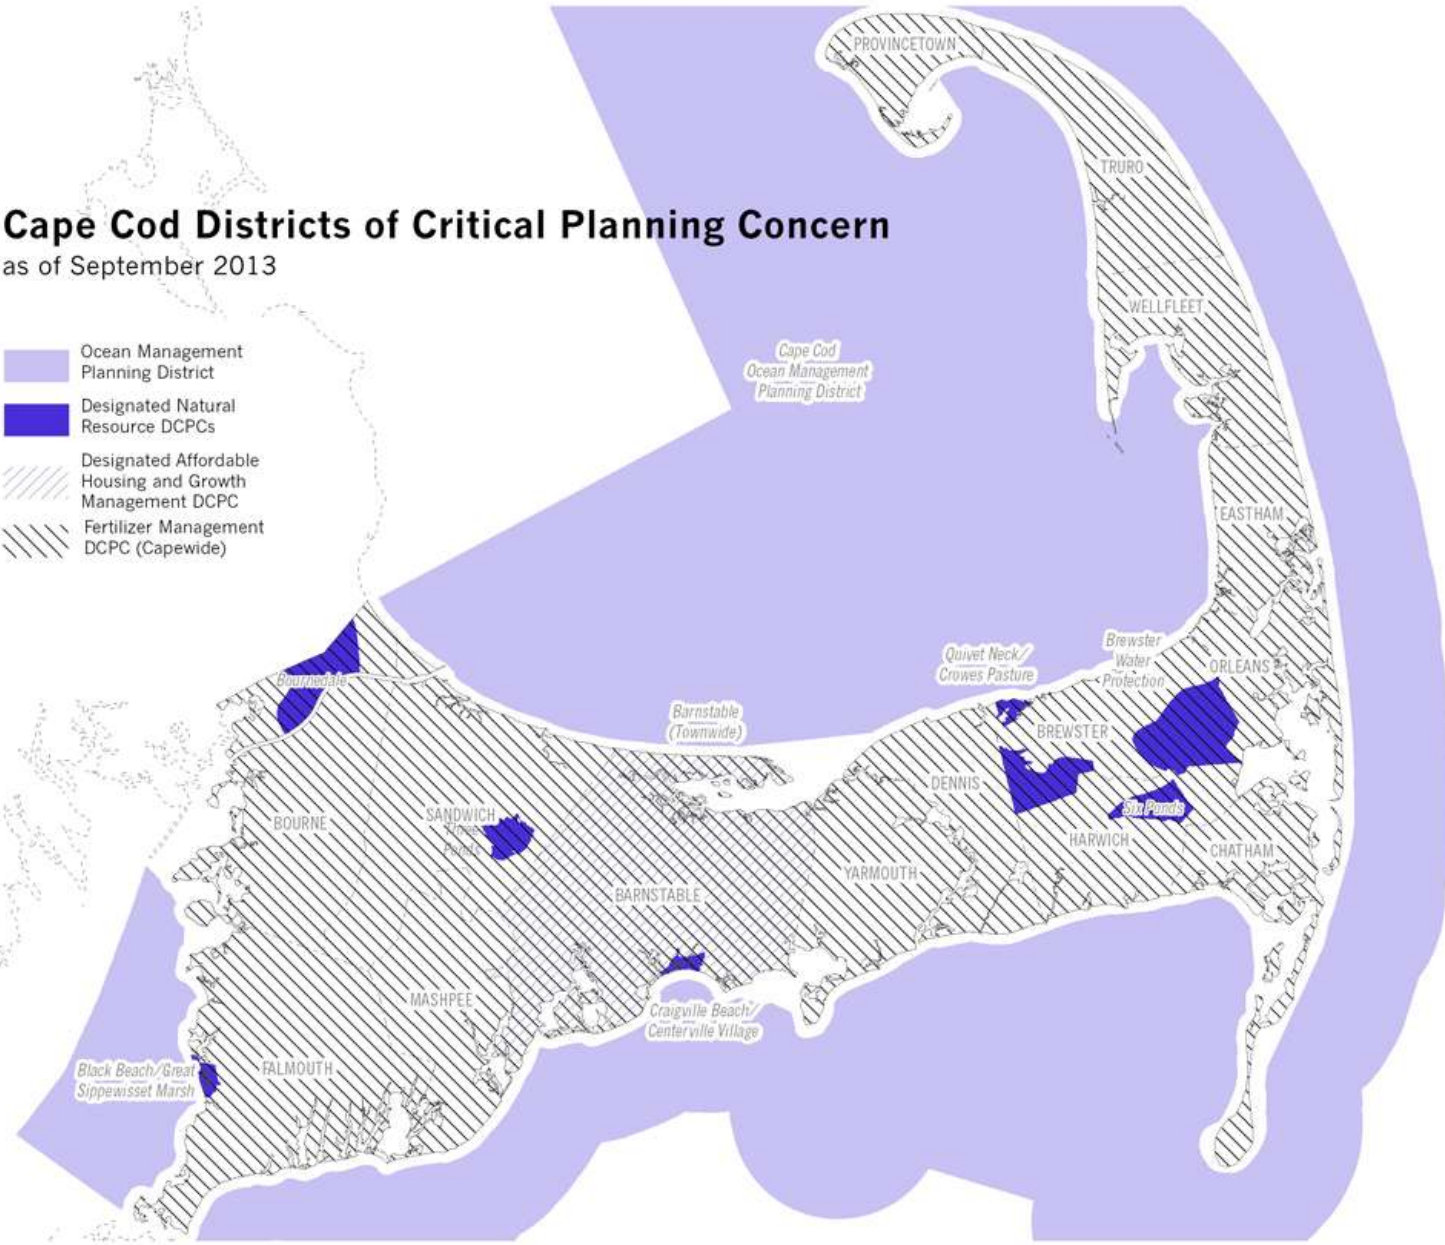 PROVINCETOWN
TRURO
Cape Cod Districts of Critical Planning Concern
as of September 2013
WELLFLEET
Ocean Management
Planning District
Designated Natural
Resource DCPCs
Designated Affordable
Housing and Growth
Management DCPC
Fertilizer Management
DCPC (Capewide)
Cape Cod
Ocean Management
Planning District
EASTHAM
Quivet Neck/
Crowes Pasture
Brewster
Water
Protection
ORLEANS
Bournedale
Barnstable
(Townwide)
BREWSTER
DENNIS
SANDWICH
Three
Ponds
BOURNE
Six Ponds
HARWICH
CHATHAM
YARMOUTH
BARNSTABLE
MASHPEE
Craigville Beach/
Centerville Village
FALMOUTH
Black Beach/Great
Sippewisset Marsh